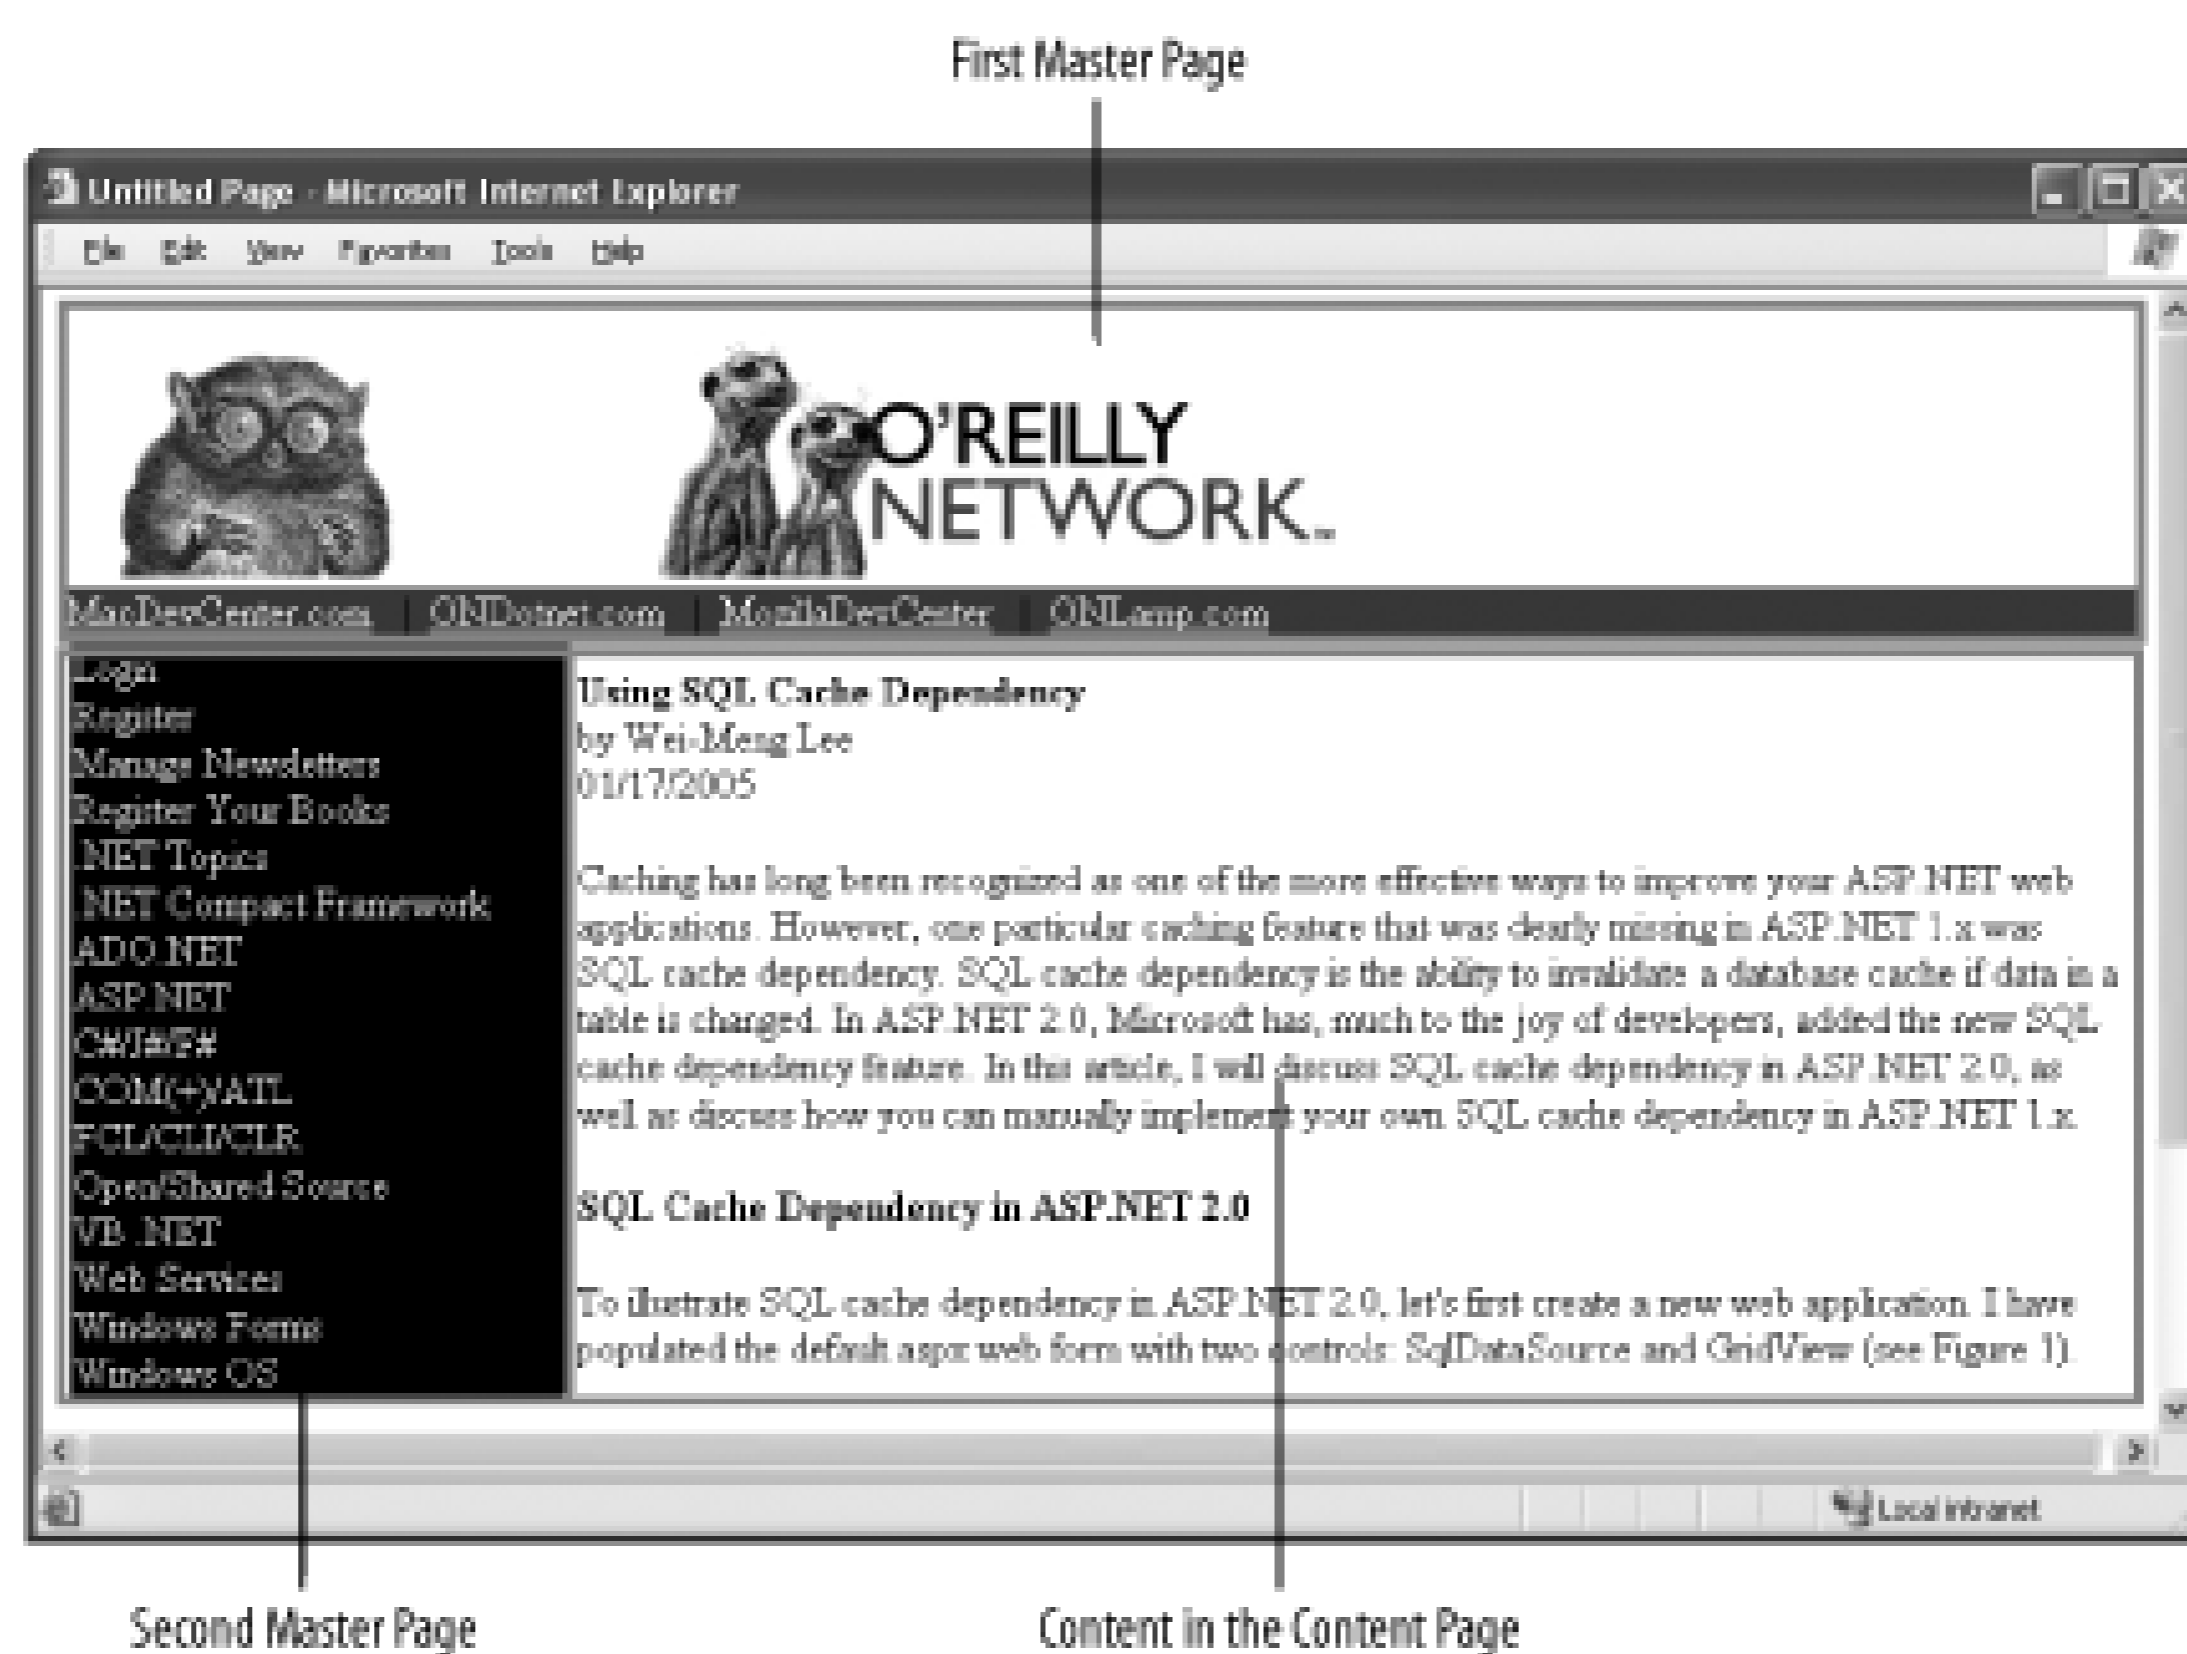 First Master Page
Untitled Page - Microsoft Internet Explorer
File Edit View Favorites Tools Help
O'REILLY
NETWORK™
MacDevCenter.com | ONDotnet.com | MozillaDevCenter | ONLamp.com
Login
Register
Manage Newsletters
Register Your Books
.NET Topics
.NET Compact Framework
ADO.NET
ASP.NET
C#/J#/F#
COM(+)/ATL
FCL/CLI/CLR
Open/Shared Source
VB .NET
Web Services
Windows Forms
Windows OS
Using SQL Cache Dependency
by Wei-Meng Lee
01/17/2005
Caching has long been recognized as one of the more effective ways to improve your ASP.NET web
applications. However, one particular caching feature that was clearly missing in ASP.NET 1.x was
SQL cache dependency. SQL cache dependency is the ability to invalidate a database cache if data in a
table is changed. In ASP.NET 2.0, Microsoft has, much to the joy of developers, added the new SQL
cache dependency feature. In this article, I will discuss SQL cache dependency in ASP.NET 2.0, as
well as discuss how you can manually implement your own SQL cache dependency in ASP.NET 1.x.
SQL Cache Dependency in ASP.NET 2.0
To illustrate SQL cache dependency in ASP.NET 2.0, let's first create a new web application. I have
populated the default aspx web form with two controls: SqlDataSource and GridView (see Figure 1).
Local intranet
Second Master Page
Content in the Content Page